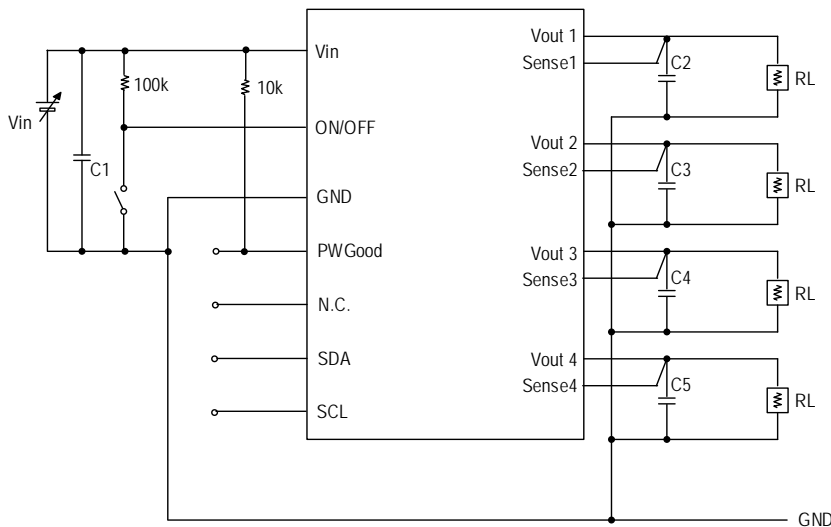 Vin
C1
100k
10k
Vin
ON/OFF
GND
PWGood
N.C.
SDA
SCL
Vout 1
Sense1
C2
RL
Vout 2
Sense2
C3
RL
Vout 3
Sense3
C4
RL
Vout 4
Sense4
C5
RL
GND